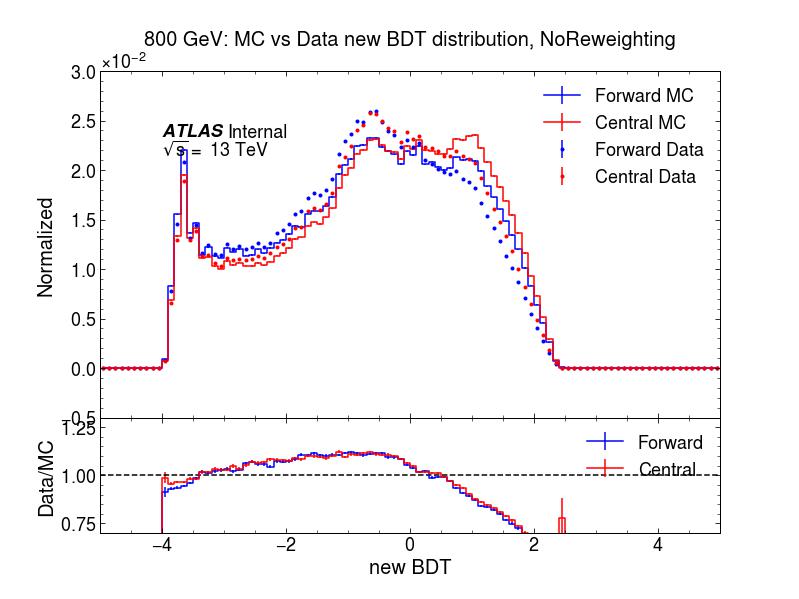 800 GeV: MC vs Data new BDT distribution, NoReweighting
×10⁻²
3.0
2.5
2.0
1.5
1.0
0.5
0.0
−0.5
Normalized
ATLAS Internal
√s = 13 TeV
Forward MC
Central MC
Forward Data
Central Data
1.25
1.00
0.75
Data/MC
Forward
Central
−4 −2 0 2 4
new BDT